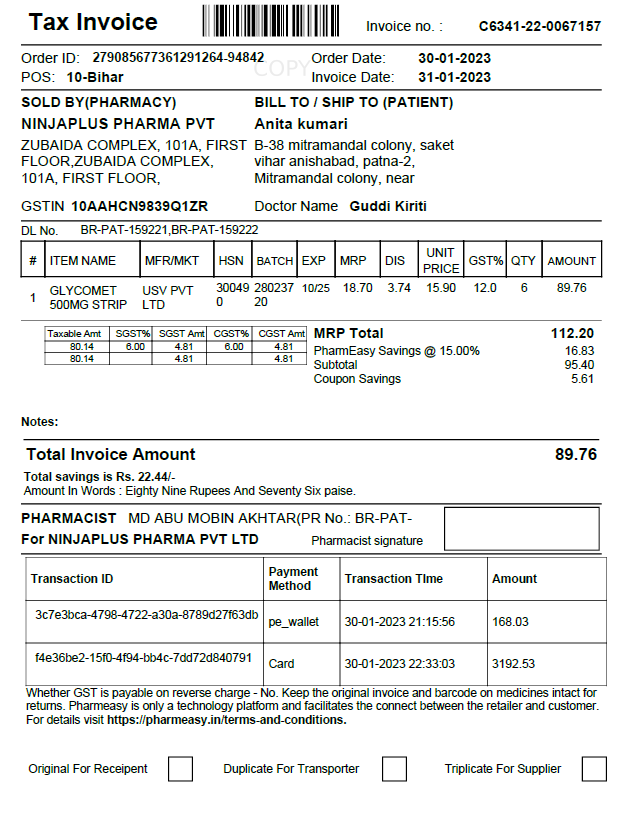 Tax Invoice
Invoice no. : C6341-22-0067157
Order ID: 279085677361291264-94842 Order Date: 30-01-2023
COPY
POS: 10-Bihar Invoice Date: 31-01-2023
SOLD BY(PHARMACY) BILL TO / SHIP TO (PATIENT)
NINJAPLUS PHARMA PVT Anita kumari
ZUBAIDA COMPLEX, 101A, FIRST B-38 mitramandal colony, saket
FLOOR,ZUBAIDA COMPLEX, vihar anishabad, patna-2,
101A, FIRST FLOOR, Mitramandal colony, near
GSTIN 10AAHCN9839Q1ZR Doctor Name Guddi Kiriti
DL No. BR-PAT-159221,BR-PAT-159222
# ITEM NAME MFR/MKT HSN BATCH EXP MRP DIS UNIT PRICE GST% QTY AMOUNT
1 GLYCOMET 500MG STRIP USV PVT LTD 30049 0 280237 20 10/25 18.70 3.74 15.90 12.0 6 89.76
Taxable Amt SGST% SGST Amt CGST% CGST Amt
80.14 6.00 4.81 6.00 4.81
80.14 4.81 4.81
MRP Total 112.20
PharmEasy Savings @ 15.00% 16.83
Subtotal 95.40
Coupon Savings 5.61
Notes:
Total Invoice Amount 89.76
Total savings is Rs. 22.44/-
Amount In Words : Eighty Nine Rupees And Seventy Six paise.
PHARMACIST MD ABU MOBIN AKHTAR(PR No.: BR-PAT-
For NINJAPLUS PHARMA PVT LTD Pharmacist signature
Transaction ID Payment Method Transaction TIme Amount
3c7e3bca-4798-4722-a30a-8789d27f63db pe_wallet 30-01-2023 21:15:56 168.03
f4e36be2-15f0-4f94-bb4c-7dd72d840791 Card 30-01-2023 22:33:03 3192.53
Whether GST is payable on reverse charge - No. Keep the original invoice and barcode on medicines intact for
returns. Pharmeasy is only a technology platform and facilitates the connect between the retailer and customer.
For details visit https://pharmeasy.in/terms-and-conditions.
Original For Receipent Duplicate For Transporter Triplicate For Supplier